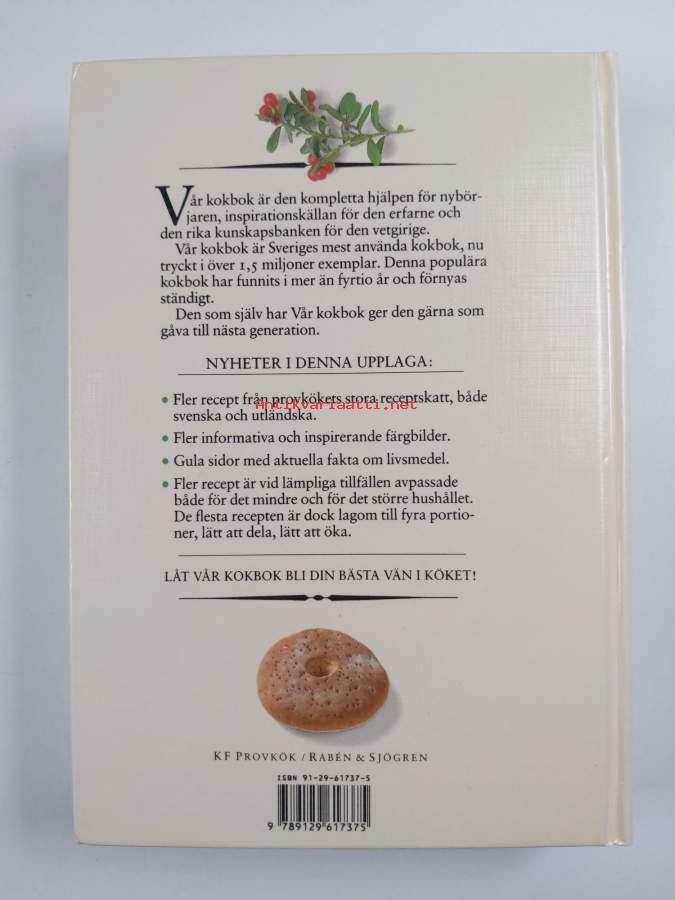 Vår kokbok är den kompletta hjälpen för nybör-
jaren, inspirationskällan för den erfarne och
den rika kunskapsbanken för den vetgirige.
Vår kokbok är Sveriges mest använda kokbok, nu
tryckt i över 1,5 miljoner exemplar. Denna populära
kokbok har funnits i mer än fyrtio år och förnyas
ständigt.
Den som själv har Vår kokbok ger den gärna som
gåva till nästa generation.
NYHETER I DENNA UPPLAGA:
• Fler recept från provkökets stora receptskatt, både
Antikvariaatti.net
svenska och utländska.
• Fler informativa och inspirerande färgbilder.
• Gula sidor med aktuella fakta om livsmedel.
• Fler recept är vid lämpliga tillfällen avpassade
både för det mindre och för det större hushållet.
De flesta recepten är dock lagom till fyra portio-
ner, lätt att dela, lätt att öka.
LÅT VÅR KOKBOK BLI DIN BÄSTA VÄN I KÖKET!
KF PROVKÖK / RABÉN & SJÖGREN
ISBN 91-29-61737-5
9 789129 617375